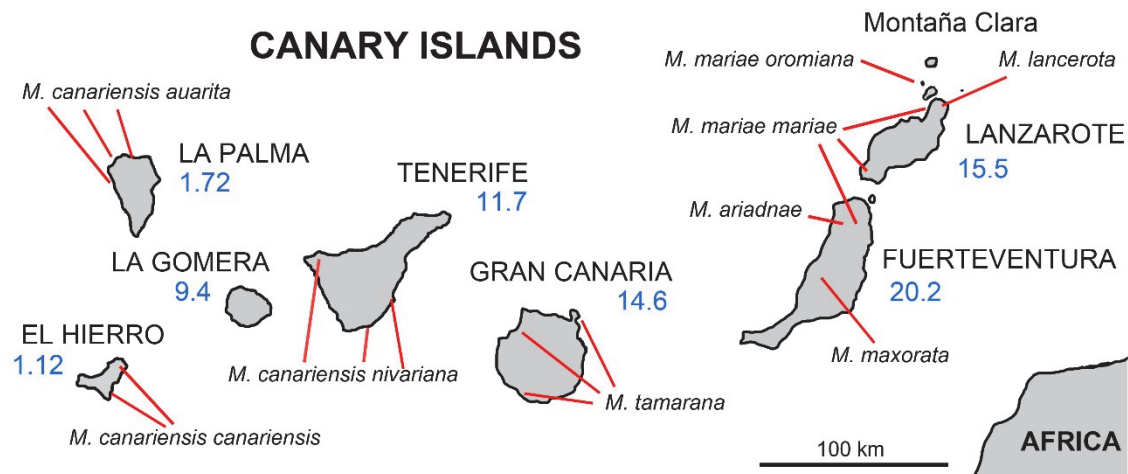 CANARY ISLANDS
Montaña Clara
M. mariae oromiana
M. lancerota
M. canariensis auarita
M. mariae mariae
LANZAROTE
15.5
LA PALMA
1.72
TENERIFE
11.7
M. ariadnae
LA GOMERA
9.4
GRAN CANARIA
14.6
FUERTEVENTURA
20.2
EL HIERRO
1.12
M. canariensis nivariana
M. maxorata
M. tamarana
M. canariensis canariensis
100 km
AFRICA